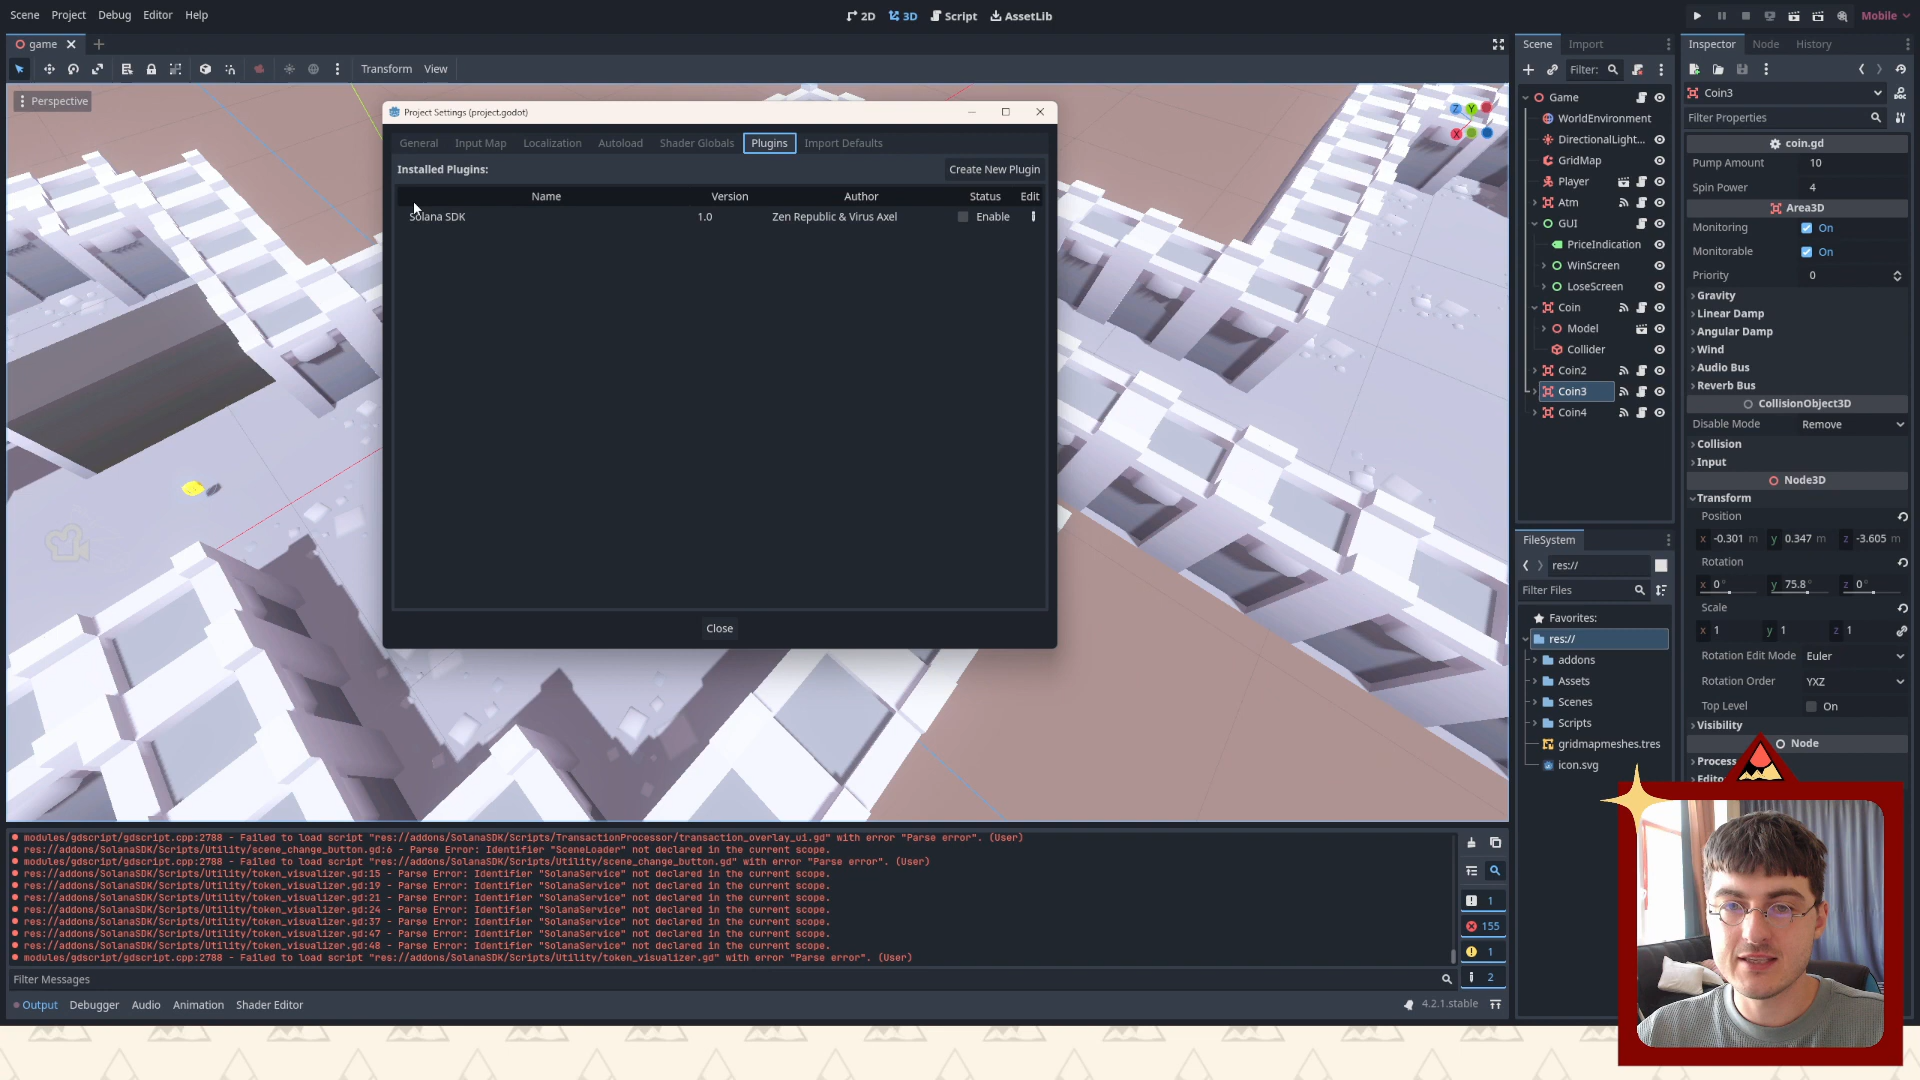 Scene Project Debug Editor Help
2D 3D Script AssetLib
Mobile
game
Transform View
Perspective
Project Settings (project.godot)
General Input Map Localization Autoload Shader Globals Plugins Import Defaults
Installed Plugins:
Create New Plugin
Name Version Author Status Edit
Solana SDK 1.0 Zen Republic & Virus Axel Enable
Close
Z Y
X
Scene Import
Filter:
Game
WorldEnvironment
DirectionalLight...
GridMap
Player
Atm
GUI
PriceIndication
WinScreen
LoseScreen
Coin
Model
Collider
Coin2
Coin3
Coin4
FileSystem
res://
Filter Files
Favorites:
res://
addons
Assets
Scenes
Scripts
gridmapmeshes.tres
icon.svg
Inspector Node History
Coin3
Filter Properties
coin.gd
Pump Amount 10
Spin Power 4
Area3D
Monitoring On
Monitorable On
Priority 0
Gravity
Linear Damp
Angular Damp
Wind
Audio Bus
Reverb Bus
CollisionObject3D
Disable Mode Remove
Collision
Input
Node3D
Transform
Position
x -0.301 m y 0.347 m z -3.605 m
Rotation
x 0° y 75.8° z 0°
Scale
x 1 y 1 z 1
Rotation Edit Mode Euler
Rotation Order YXZ
Top Level On
Visibility
Node
modules/gdscript/gdscript.cpp:2788 - Failed to load script "res://addons/SolanaSDK/Scripts/TransactionProcessor/transaction_overlay_ui.gd" with error "Parse error". (User)
res://addons/SolanaSDK/Scripts/Utility/scene_change_button.gd:6 - Parse Error: Identifier "SceneLoader" not declared in the current scope.
modules/gdscript/gdscript.cpp:2788 - Failed to load script "res://addons/SolanaSDK/Scripts/Utility/scene_change_button.gd" with error "Parse error". (User)
res://addons/SolanaSDK/Scripts/Utility/token_visualizer.gd:15 - Parse Error: Identifier "SolanaService" not declared in the current scope.
res://addons/SolanaSDK/Scripts/Utility/token_visualizer.gd:19 - Parse Error: Identifier "SolanaService" not declared in the current scope.
res://addons/SolanaSDK/Scripts/Utility/token_visualizer.gd:21 - Parse Error: Identifier "SolanaService" not declared in the current scope.
res://addons/SolanaSDK/Scripts/Utility/token_visualizer.gd:24 - Parse Error: Identifier "SolanaService" not declared in the current scope.
res://addons/SolanaSDK/Scripts/Utility/token_visualizer.gd:37 - Parse Error: Identifier "SolanaService" not declared in the current scope.
res://addons/SolanaSDK/Scripts/Utility/token_visualizer.gd:47 - Parse Error: Identifier "SolanaService" not declared in the current scope.
res://addons/SolanaSDK/Scripts/Utility/token_visualizer.gd:48 - Parse Error: Identifier "SolanaService" not declared in the current scope.
modules/gdscript/gdscript.cpp:2788 - Failed to load script "res://addons/SolanaSDK/Scripts/Utility/token_visualizer.gd" with error "Parse error". (User)
1
155
1
2
Filter Messages
Output Debugger Audio Animation Shader Editor
4.2.1.stable